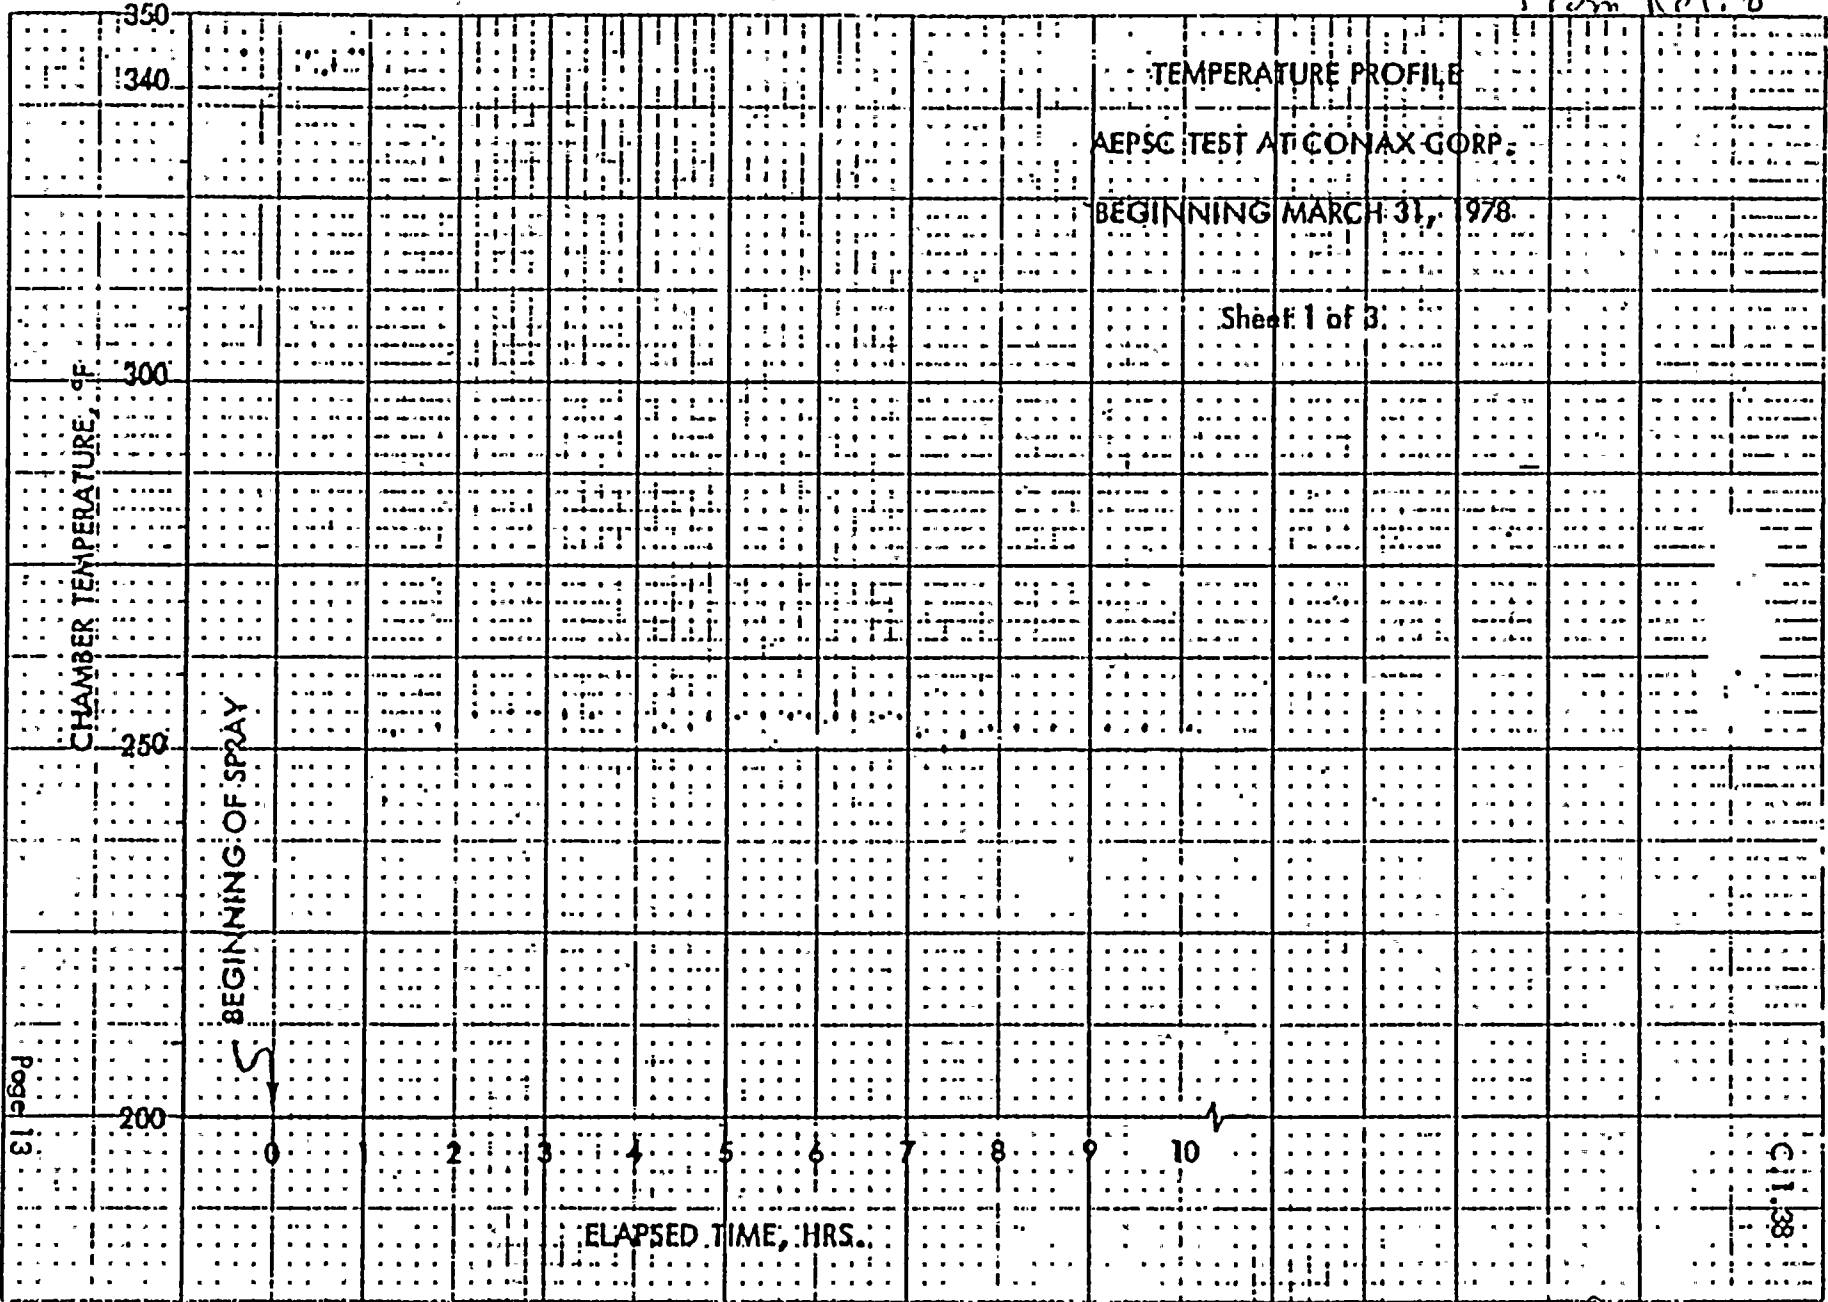 TEMPERATURE PROFILE
AEPSC TEST AT CONAX CORP.
BEGINNING MARCH 31, 1978
Sheet 1 of 3
CHAMBER TEMPERATURE, °F
350
340
300
250
200
BEGINNING OF SPRAY
0 1 2 3 4 5 6 7 8 9 10
ELAPSED TIME, HRS.
Page 13
C11.38